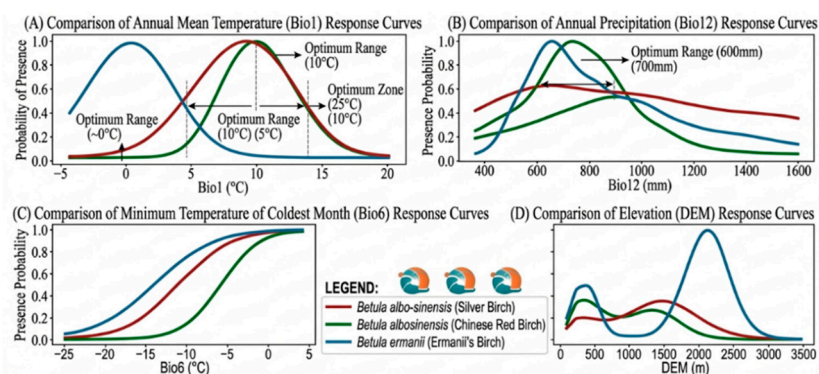 (A) Comparison of Annual Mean Temperature (Bio1) Response Curves
Probability of Presence
1.0
0.8
0.6
0.4
0.2
0.0
Optimum Range
(10°C)
Optimum Zone
(25°C)
(10°C)
Optimum Range
(~0°C)
Optimum Range
(10°C) (5°C)
-5 0 5 10 15 20
Bio1 (°C)
(B) Comparison of Annual Precipitation (Bio12) Response Curves
Presence Probability
1.0
0.8
0.6
0.4
0.2
0.0
Optimum Range (600mm)
(700mm)
400 600 800 1000 1200 1400 1600
Bio12 (mm)
(C) Comparison of Minimum Temperature of Coldest Month (Bio6) Response Curves
Presence Probability
1.0
0.8
0.6
0.4
0.2
0.0
-25 -20 -15 -10 -5 0 5
Bio6 (°C)
LEGEND:
Betula albo-sinensis (Silver Birch)
Betula albosinensis (Chinese Red Birch)
Betula ermanii (Ermanii's Birch)
(D) Comparison of Elevation (DEM) Response Curves
0 500 1000 1500 2000 2500 3000 3500
DEM (m)